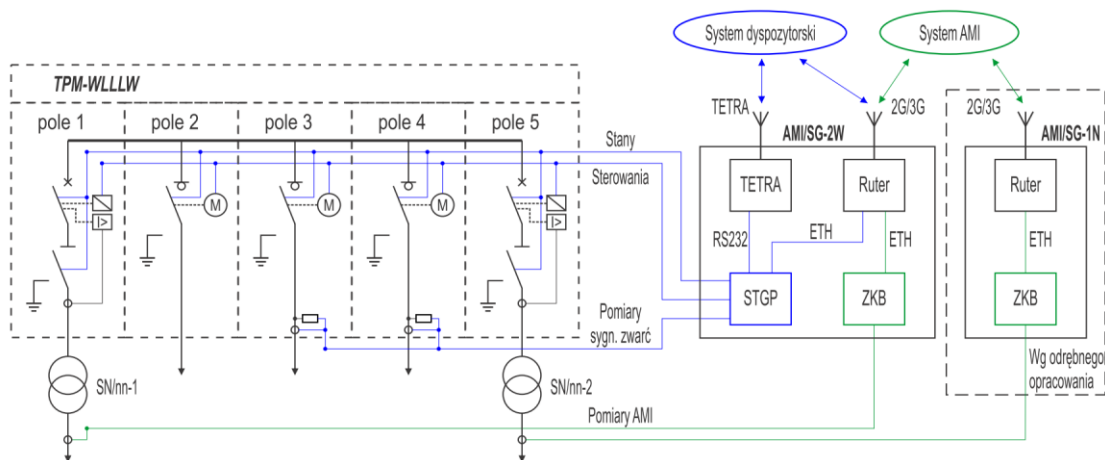 System dyspozytorski
System AMI
TPM-WLLLW
TETRA
2G/3G
2G/3G
pole 1
pole 2
pole 3
pole 4
pole 5
AMI/SG-2W
AMI/SG-1N
Stany
Sterowania
TETRA
Ruter
Ruter
M
M
M
I>
I>
RS232
ETH
ETH
ETH
STGP
ZKB
ZKB
Pomiary
sygn. zwarć
SN/nn-1
SN/nn-2
Wg odrębnego
opracowania
Pomiary AMI